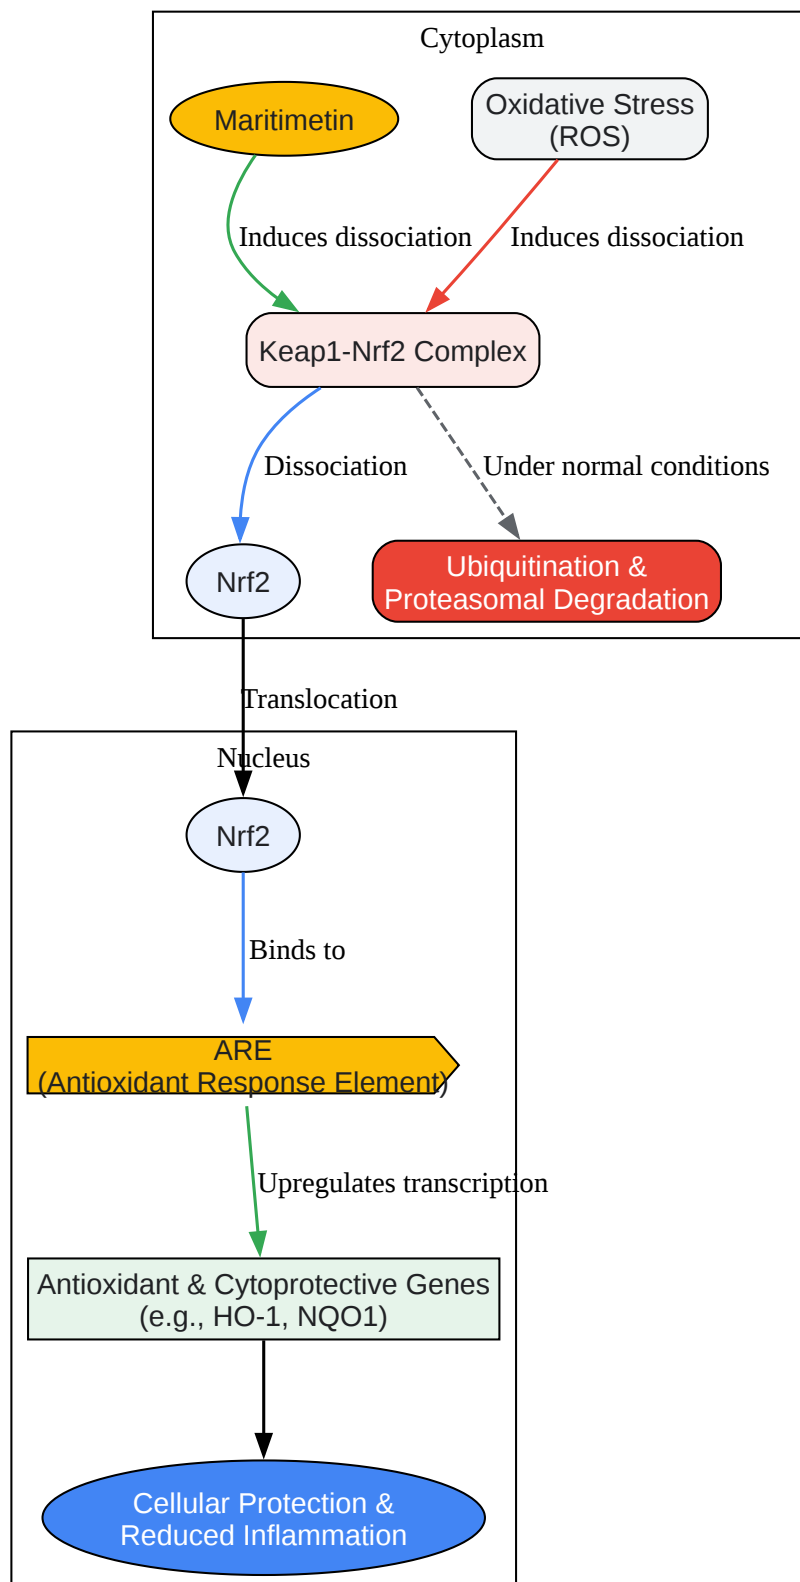 Cytoplasm
Maritimetin
Oxidative Stress
(ROS)
Induces dissociation
Induces dissociation
Keap1-Nrf2 Complex
Dissociation
Under normal conditions
Nrf2
Ubiquitination &
Proteasomal Degradation
Translocation
Nucleus
Nrf2
Binds to
ARE
(Antioxidant Response Element)
Upregulates transcription
Antioxidant & Cytoprotective Genes
(e.g., HO-1, NQO1)
Cellular Protection &
Reduced Inflammation